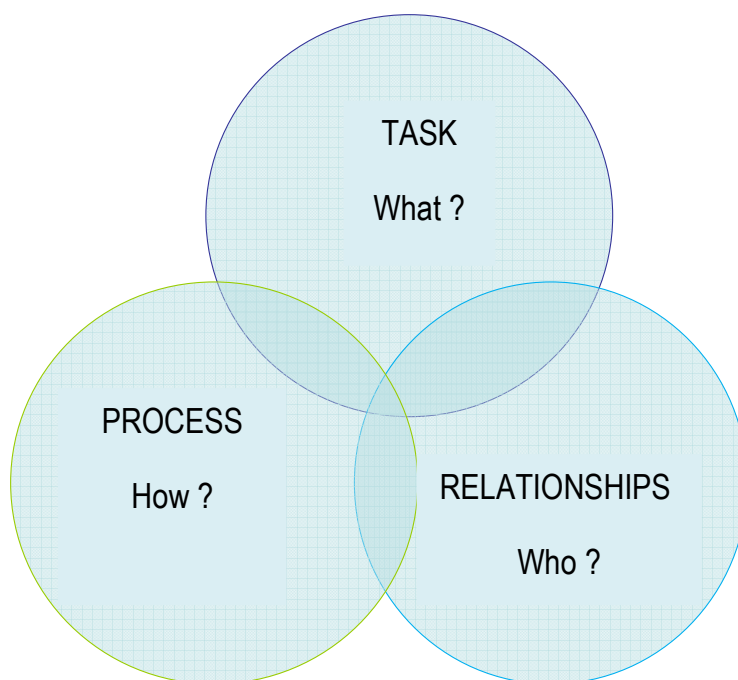 TASK
What ?
PROCESS
How ?
RELATIONSHIPS
Who ?